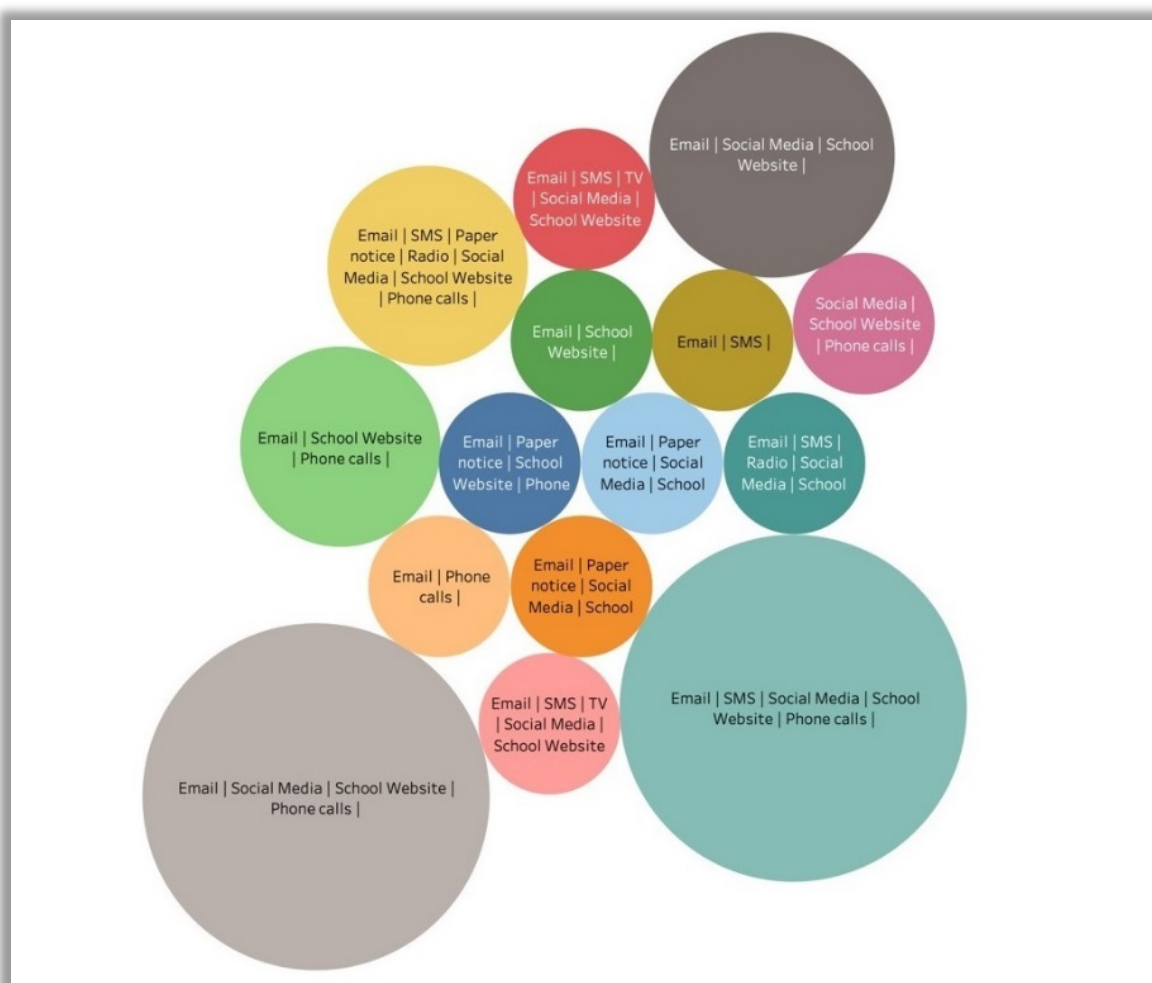 Email | Social Media | School
Website |
Email | SMS | TV
| Social Media |
School Website
Email | SMS | Paper
notice | Radio | Social
Media | School Website
| Phone calls |
Social Media |
School Website
| Phone calls |
Email | School
Website |
Email | SMS |
Email | School Website
| Phone calls |
Email | Paper
notice | School
Website | Phone
Email | Paper
notice | Social
Media | School
Email | SMS |
Radio | Social
Media | School
Email | Phone
calls |
Email | Paper
notice | Social
Media | School
Email | SMS | TV
| Social Media |
School Website
Email | SMS | Social Media | School
Website | Phone calls |
Email | Social Media | School Website |
Phone calls |